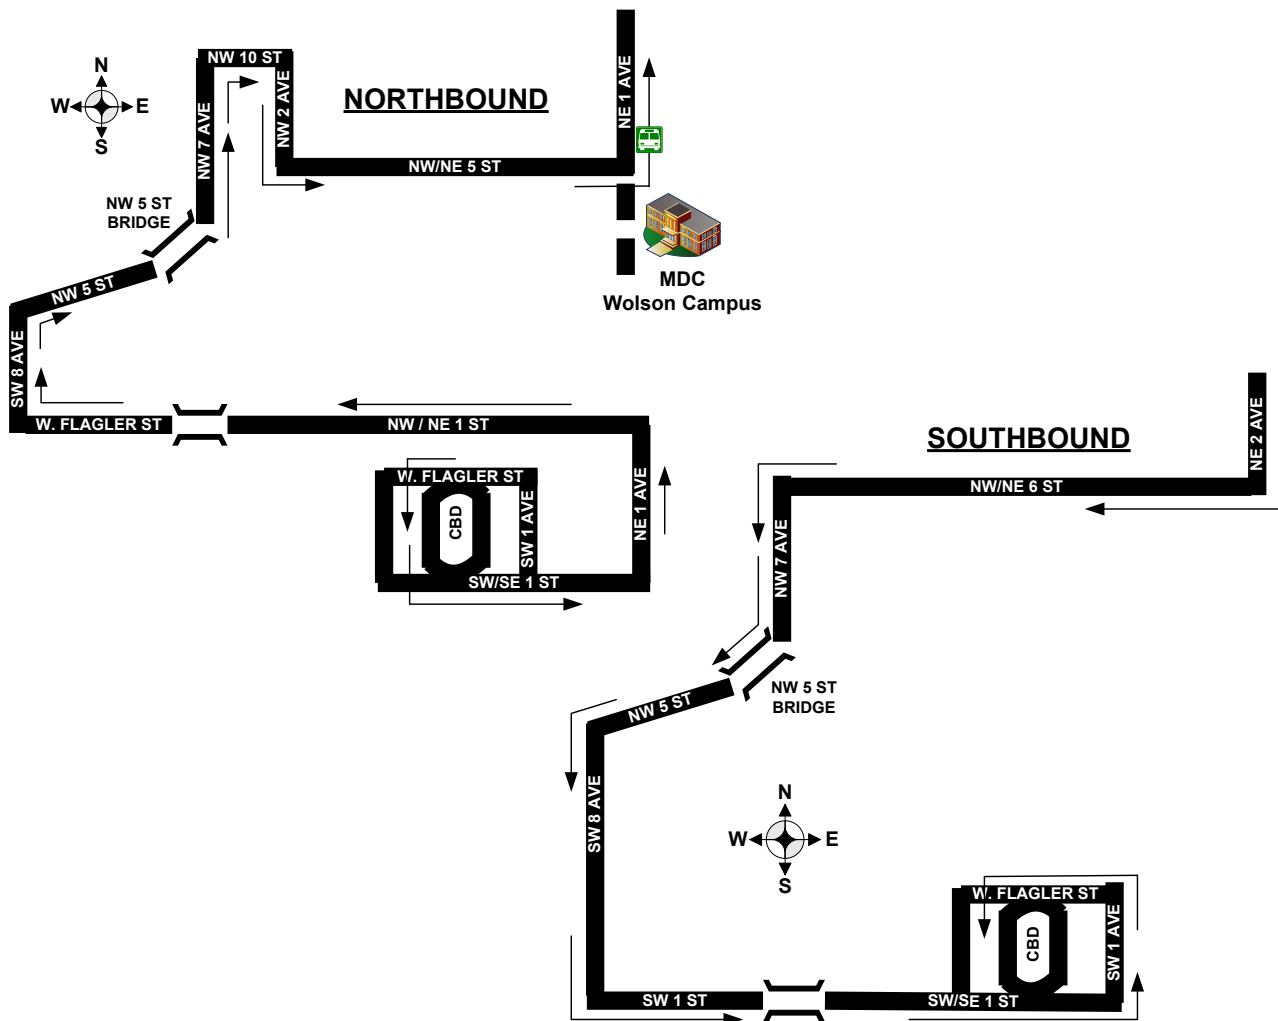 NW 10 ST
N
W
E
S
NW 7 AVE
NW 2 AVE
NORTHBOUND
NE 1 AVE
NW/NE 5 ST
NW 5 ST
BRIDGE
MDC
Wolson Campus
NW 5 ST
SW 8 AVE
W. FLAGLER ST
NW / NE 1 ST
W. FLAGLER ST
CBD
SW 1 AVE
NE 1 AVE
SW/SE 1 ST
SOUTHBOUND
NE 2 AVE
NW/NE 6 ST
NW 7 AVE
NW 5 ST
BRIDGE
NW 5 ST
SW 8 AVE
N
W
E
S
W. FLAGLER ST
CBD
SW 1 AVE
SW 1 ST
SW/SE 1 ST